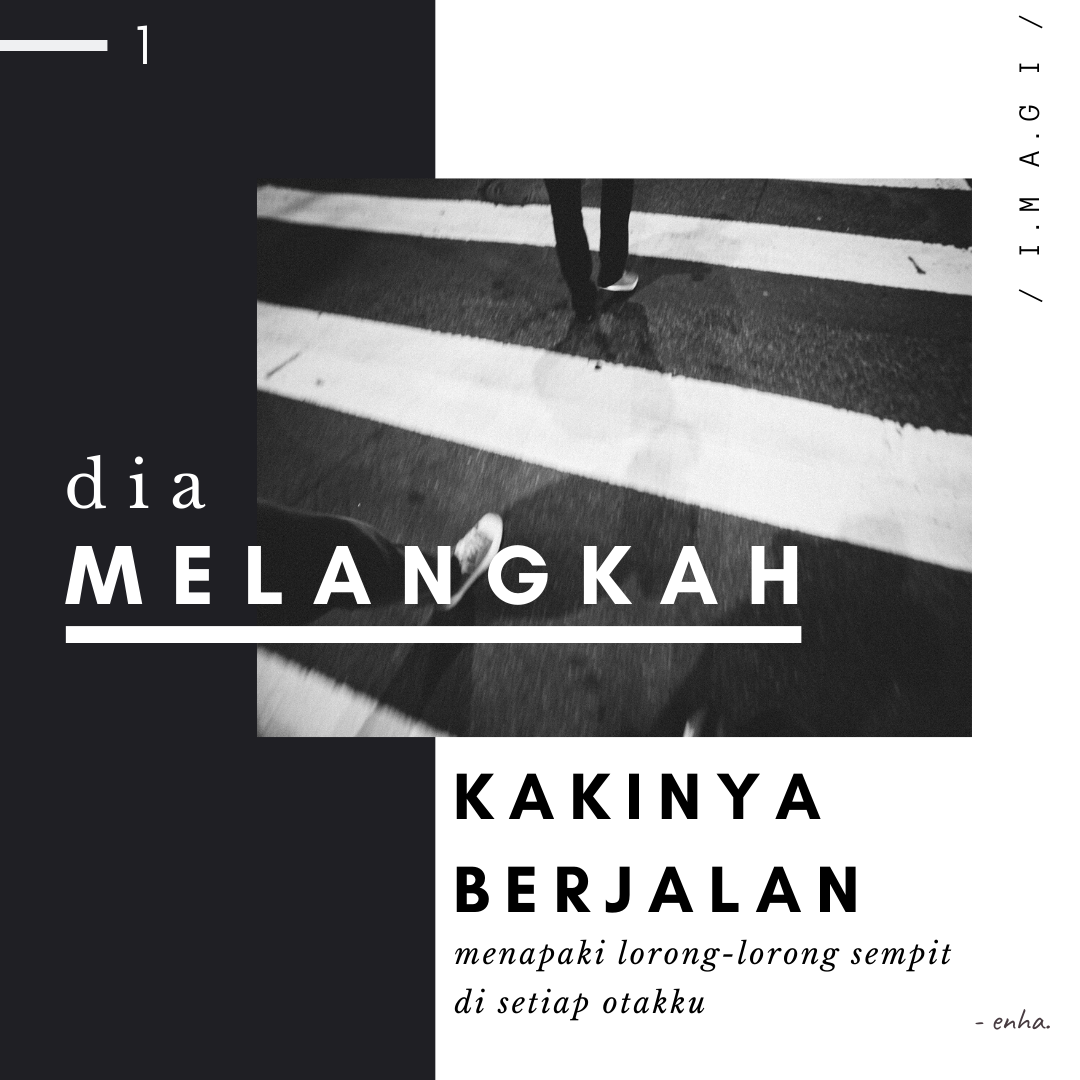 1
/ I.M A.G I /
dia
MELANGKAH
KAKINYA
BERJALAN
menapaki lorong-lorong sempit
di setiap otakku
- enha.